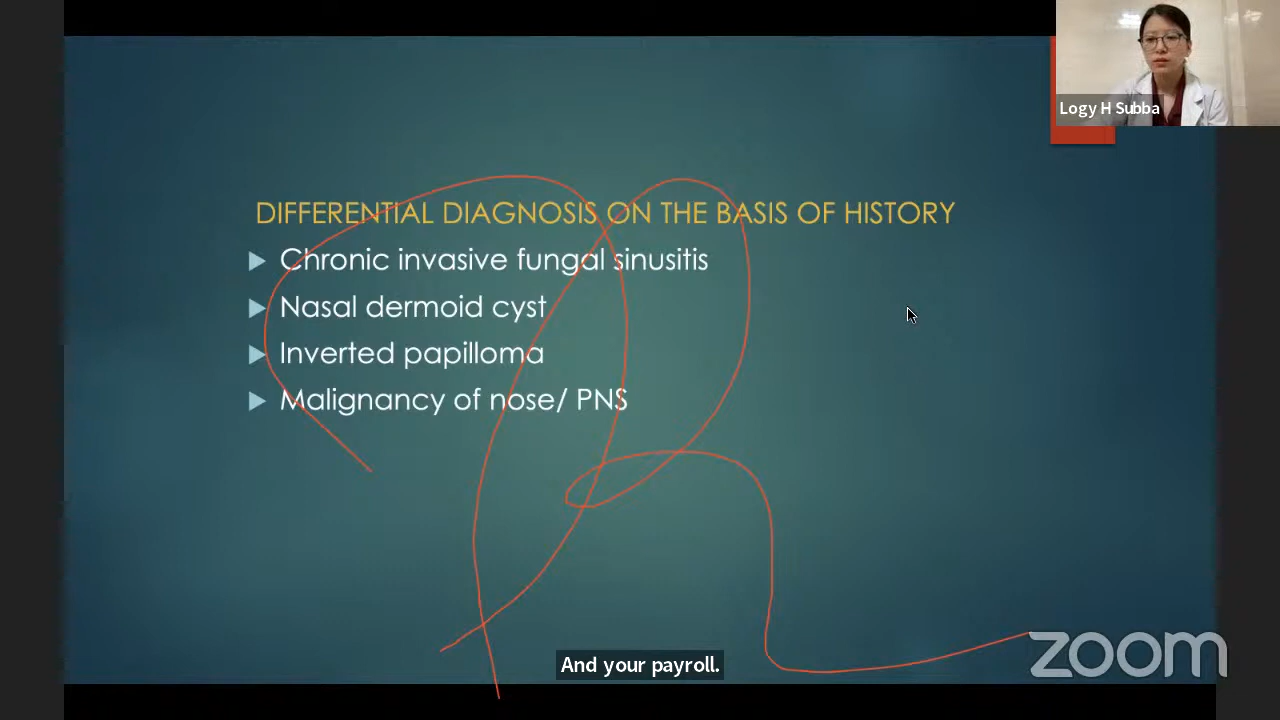 Logy H Subba
DIFFERENTIAL DIAGNOSIS ON THE BASIS OF HISTORY
Chronic invasive fungal sinusitis
Nasal dermoid cyst
Inverted papilloma
Malignancy of nose/ PNS
And your payroll.
zoom